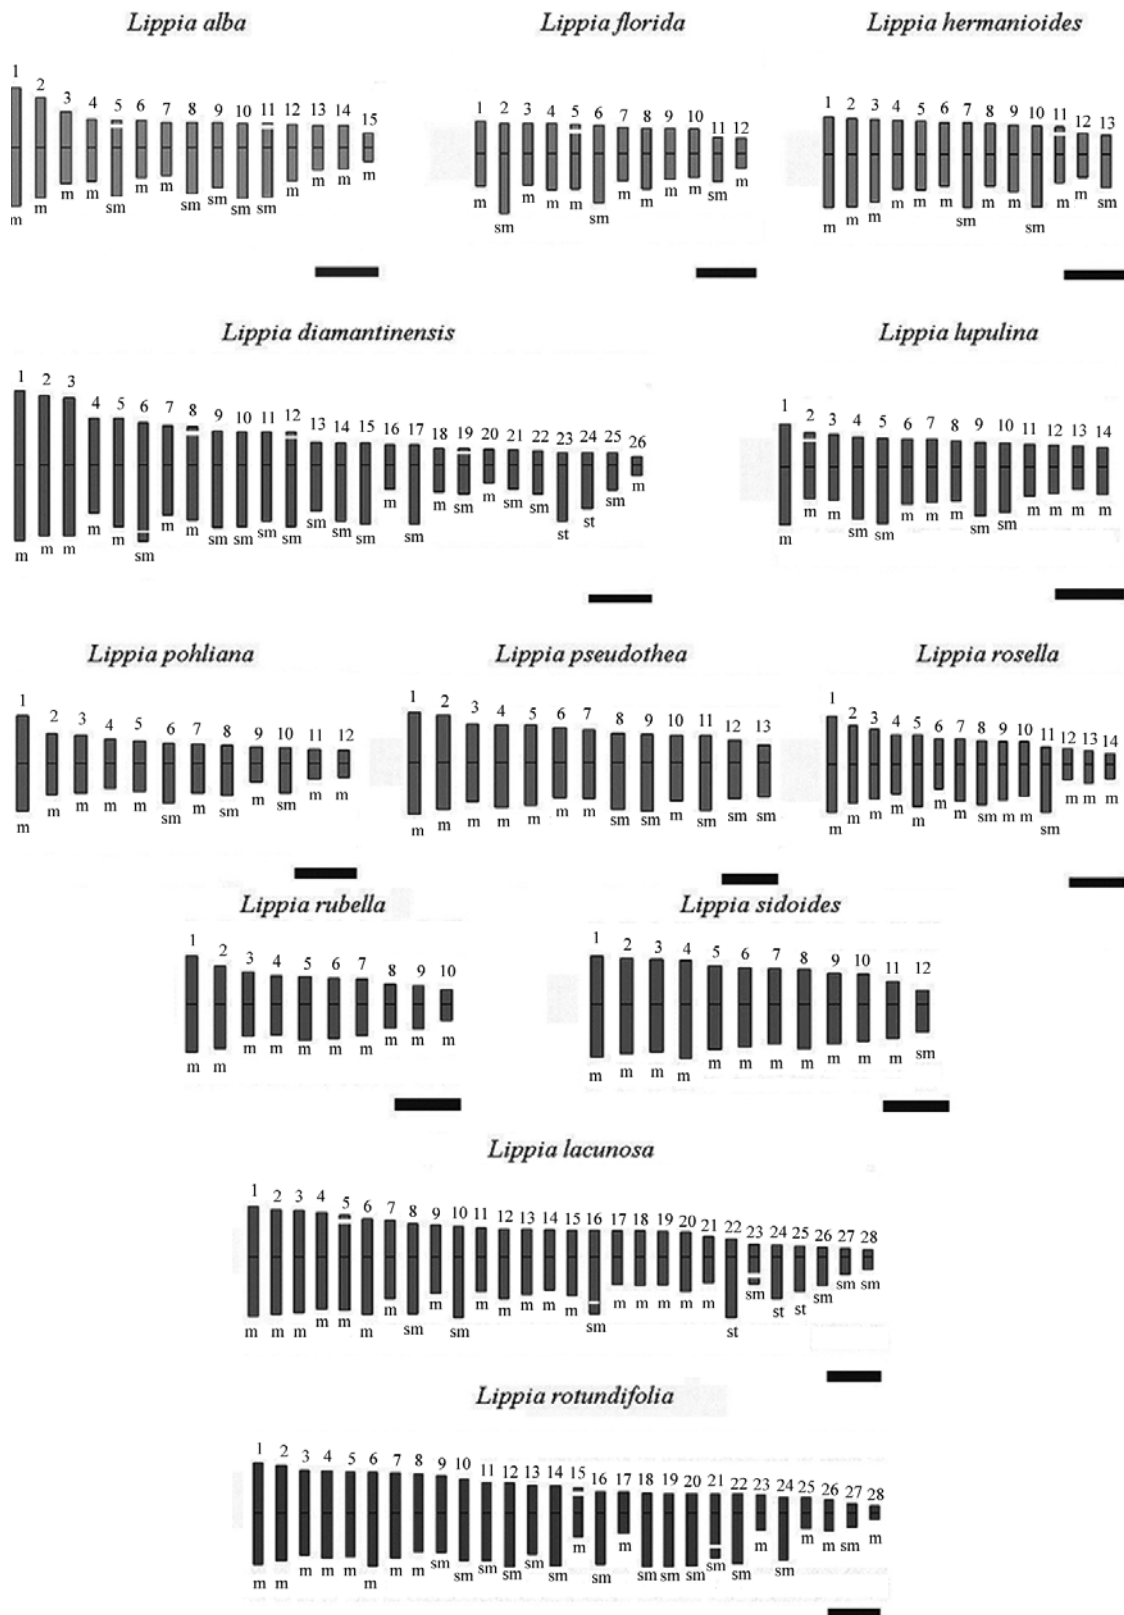 Lippia alba
1 2 3 4 5 6 7 8 9 10 11 12 13 14 15
m m m m sm m m sm sm sm sm m m m m
Lippia florida
1 2 3 4 5 6 7 8 9 10 11 12
m sm m m m sm m m m m sm m
Lippia hermanioides
1 2 3 4 5 6 7 8 9 10 11 12 13
m m m m m m sm m m sm m m sm
Lippia diamantinensis
1 2 3 4 5 6 7 8 9 10 11 12 13 14 15 16 17 18 19 20 21 22 23 24 25 26
m m m m m sm m m sm sm sm sm sm sm sm m sm m sm m sm sm st st sm m
Lippia lupulina
1 2 3 4 5 6 7 8 9 10 11 12 13 14
m m m sm sm m m m sm sm m m m m
Lippia pohliana
1 2 3 4 5 6 7 8 9 10 11 12
m m m m m sm m sm m sm m m
Lippia pseudothea
1 2 3 4 5 6 7 8 9 10 11 12 13
m m m m m m m sm sm m sm sm sm
Lippia rosella
1 2 3 4 5 6 7 8 9 10 11 12 13 14
m m m m m m m sm m m sm m m m
Lippia rubella
1 2 3 4 5 6 7 8 9 10
m m m m m m m m m m
Lippia sidoides
1 2 3 4 5 6 7 8 9 10 11 12
m m m m m m m m m m m sm
Lippia lacunosa
1 2 3 4 5 6 7 8 9 10 11 12 13 14 15 16 17 18 19 20 21 22 23 24 25 26 27 28
m m m m m m m sm m sm m m m m m sm m m m m m st sm st st sm sm sm
Lippia rotundifolia
1 2 3 4 5 6 7 8 9 10 11 12 13 14 15 16 17 18 19 20 21 22 23 24 25 26 27 28
m m m m m m m m sm sm sm sm sm sm m sm m sm sm sm sm sm m sm m m sm m